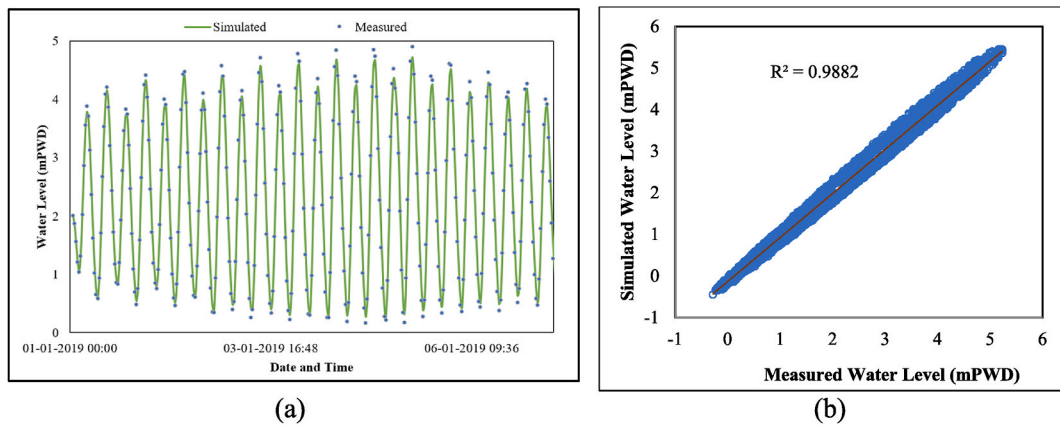 Simulated Measured
5
4
3
2
1
0
Water Level (mPWD)
01-01-2019 00:00 03-01-2019 16:48 06-01-2019 09:36
Date and Time
(a)
6
5
4
3
2
1
0
-1
Simulated Water Level (mPWD)
R² = 0.9882
-1 0 1 2 3 4 5 6
Measured Water Level (mPWD)
(b)